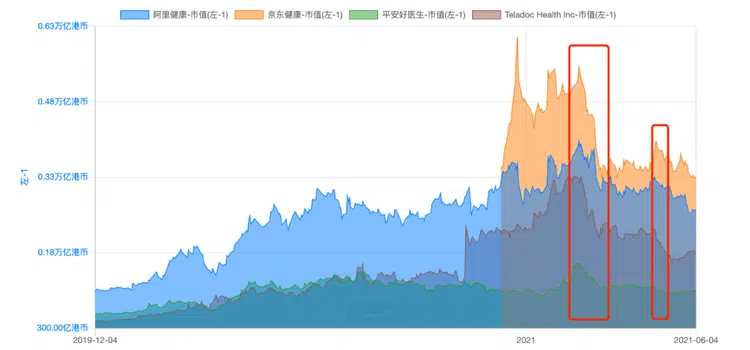 阿里健康-市值(左-1) 京东健康-市值(左-1) 平安好医生-市值(左-1) Teladoc Health Inc-市值(左-1)
0.63万亿港币
0.48万亿港币
0.33万亿港币
左-1
0.18万亿港币
300.00亿港币
2019-12-04 2021 2021-06-04